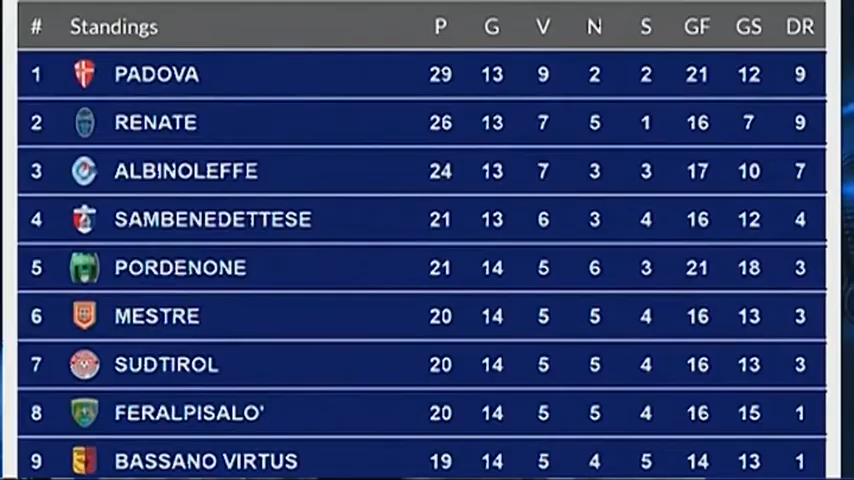 # Standings P G V N S GF GS DR
1 PADOVA 29 13 9 2 2 21 12 9
2 RENATE 26 13 7 5 1 16 7 9
3 ALBINOLEFFE 24 13 7 3 3 17 10 7
4 SAMBENEDETTESE 21 13 6 3 4 16 12 4
5 PORDENONE 21 14 5 6 3 21 18 3
6 MESTRE 20 14 5 5 4 16 13 3
7 SUDTIROL 20 14 5 5 4 16 13 3
8 FERALPISALO' 20 14 5 5 4 16 15 1
9 BASSANO VIRTUS 19 14 5 4 5 14 13 1